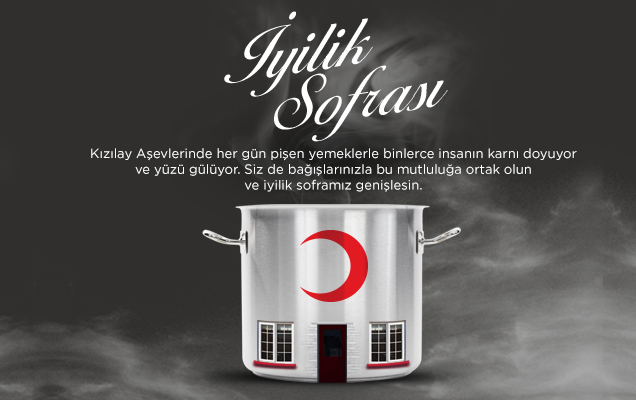 İyilik
Sofrası
Kızılay Aşevlerinde her gün pişen yemeklerle binlerce insanın karnı doyuyor
ve yüzü gülüyor. Siz de bağışlarınızla bu mutluluğa ortak olun
ve iyilik soframız genişlesin.